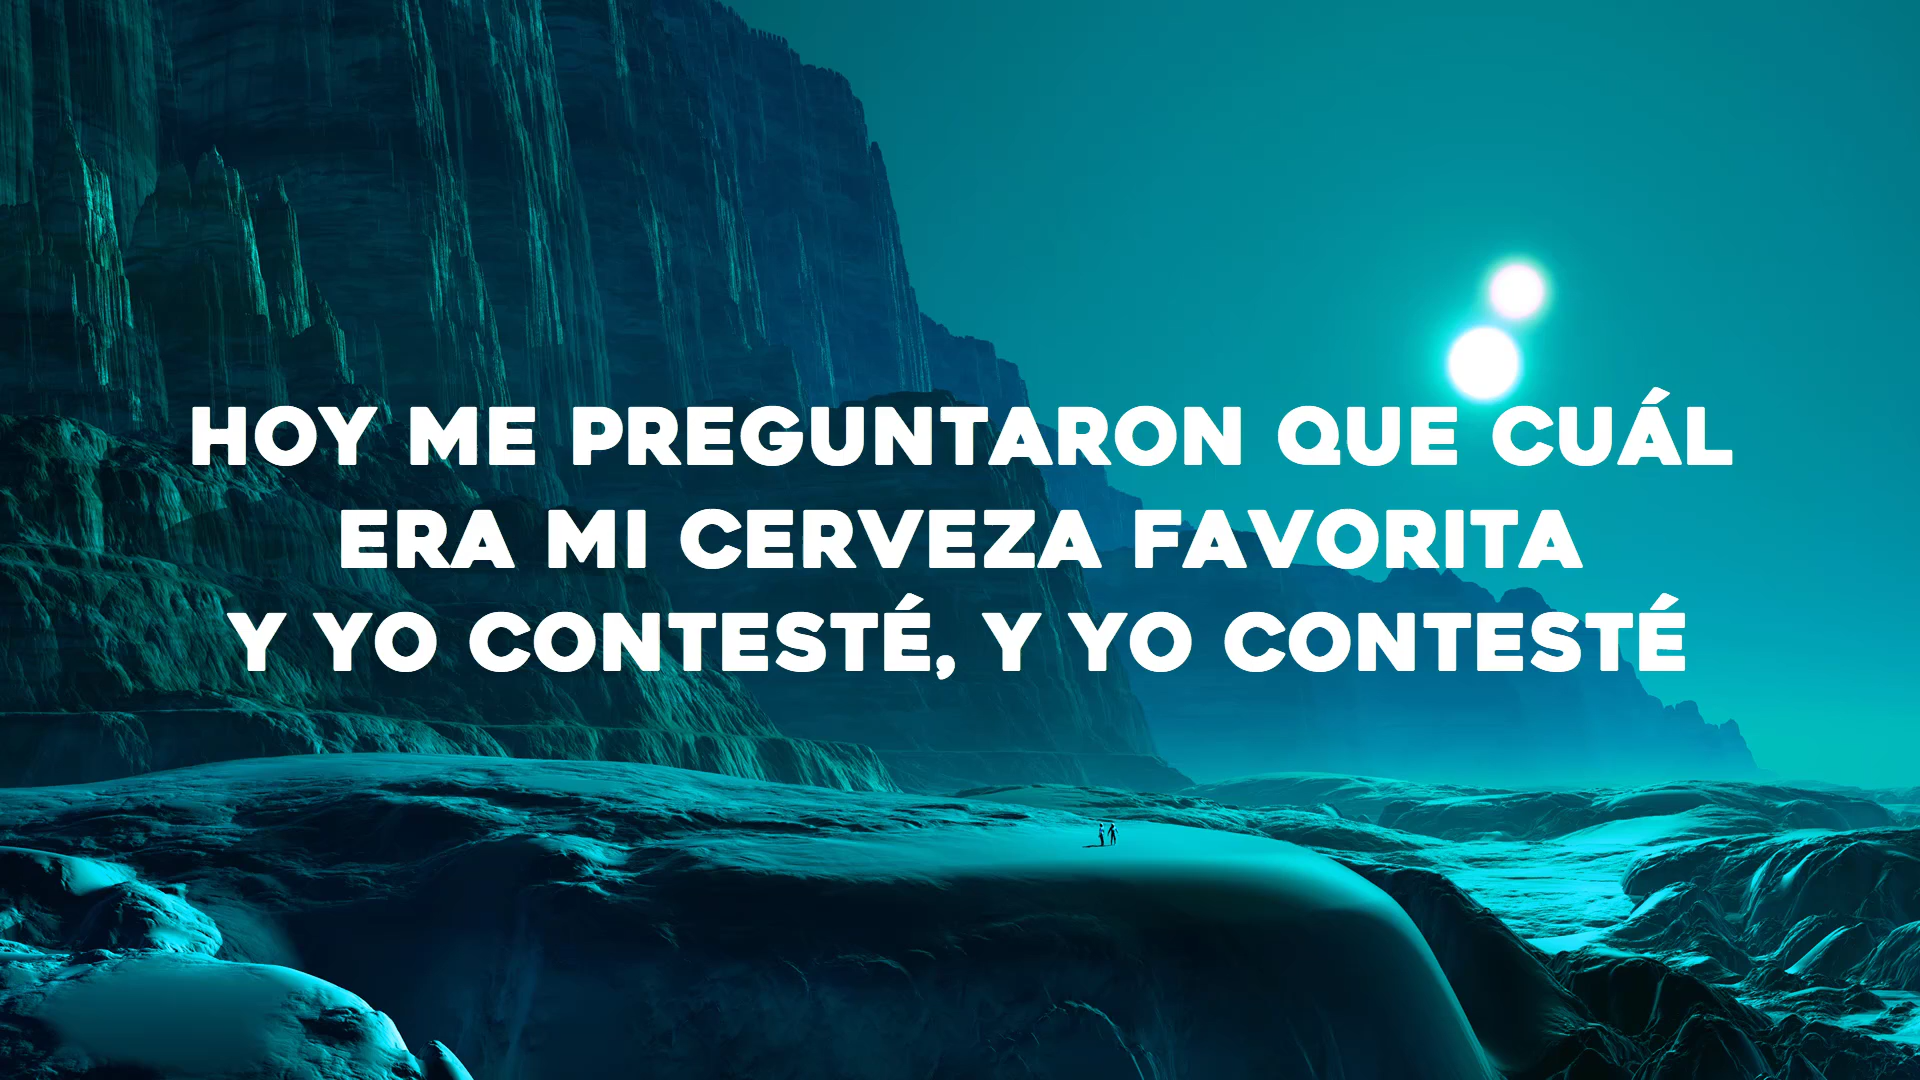 HOY ME PREGUNTARON QUE CUÁL
ERA MI CERVEZA FAVORITA
Y YO CONTESTÉ, Y YO CONTESTÉ